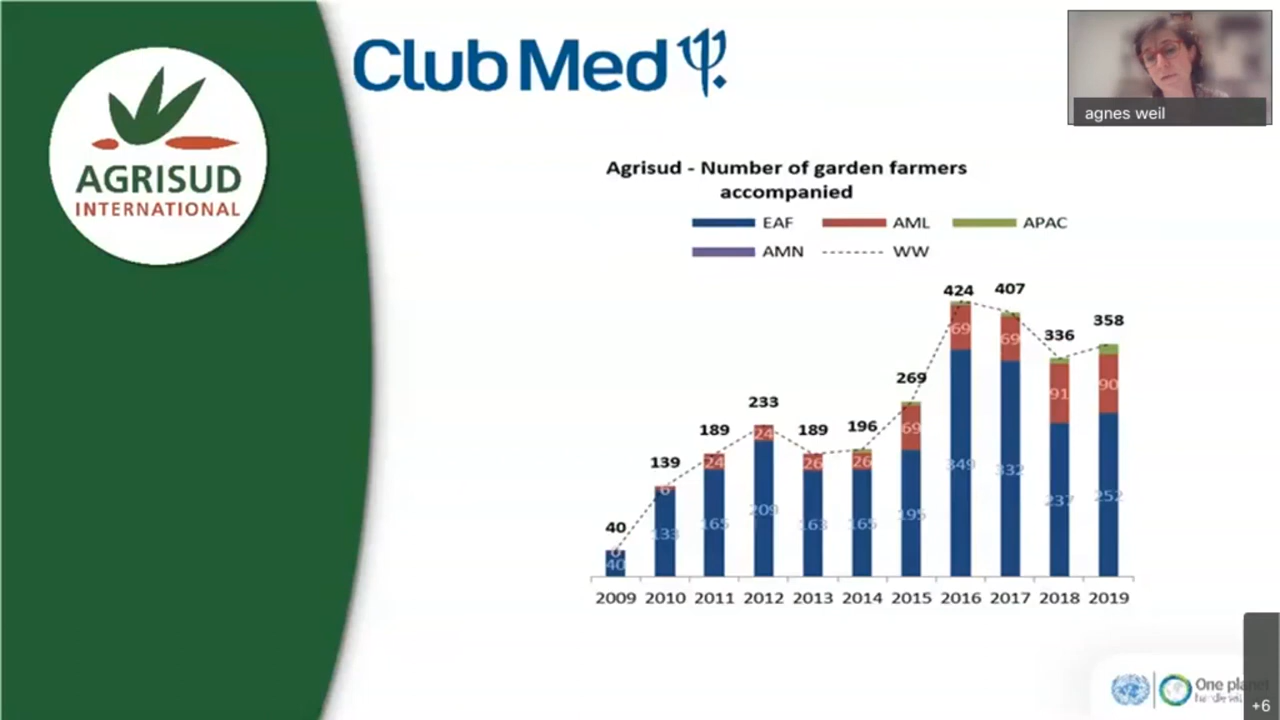 Club Med
agnes weil
AGRISUD
INTERNATIONAL
Agrisud - Number of garden farmers
accompanied
EAF AML APAC
AMN WW
40 139 189 233 189 196 269 424 407 336 358
0 6 24 24 26 26 69 69 69 91 90
40 133 165 209 163 165 195 349 332 237 252
2009 2010 2011 2012 2013 2014 2015 2016 2017 2018 2019
One planet
+6